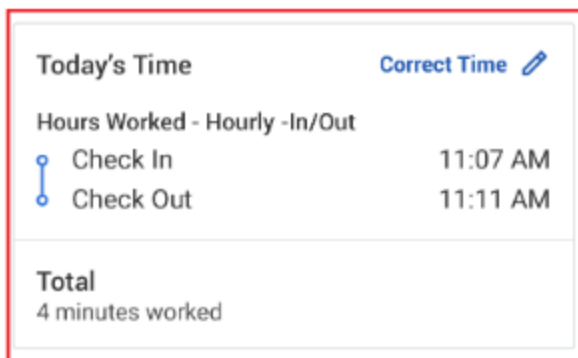 Today's Time Correct Time
Hours Worked - Hourly -In/Out
Check In 11:07 AM
Check Out 11:11 AM
Total
4 minutes worked